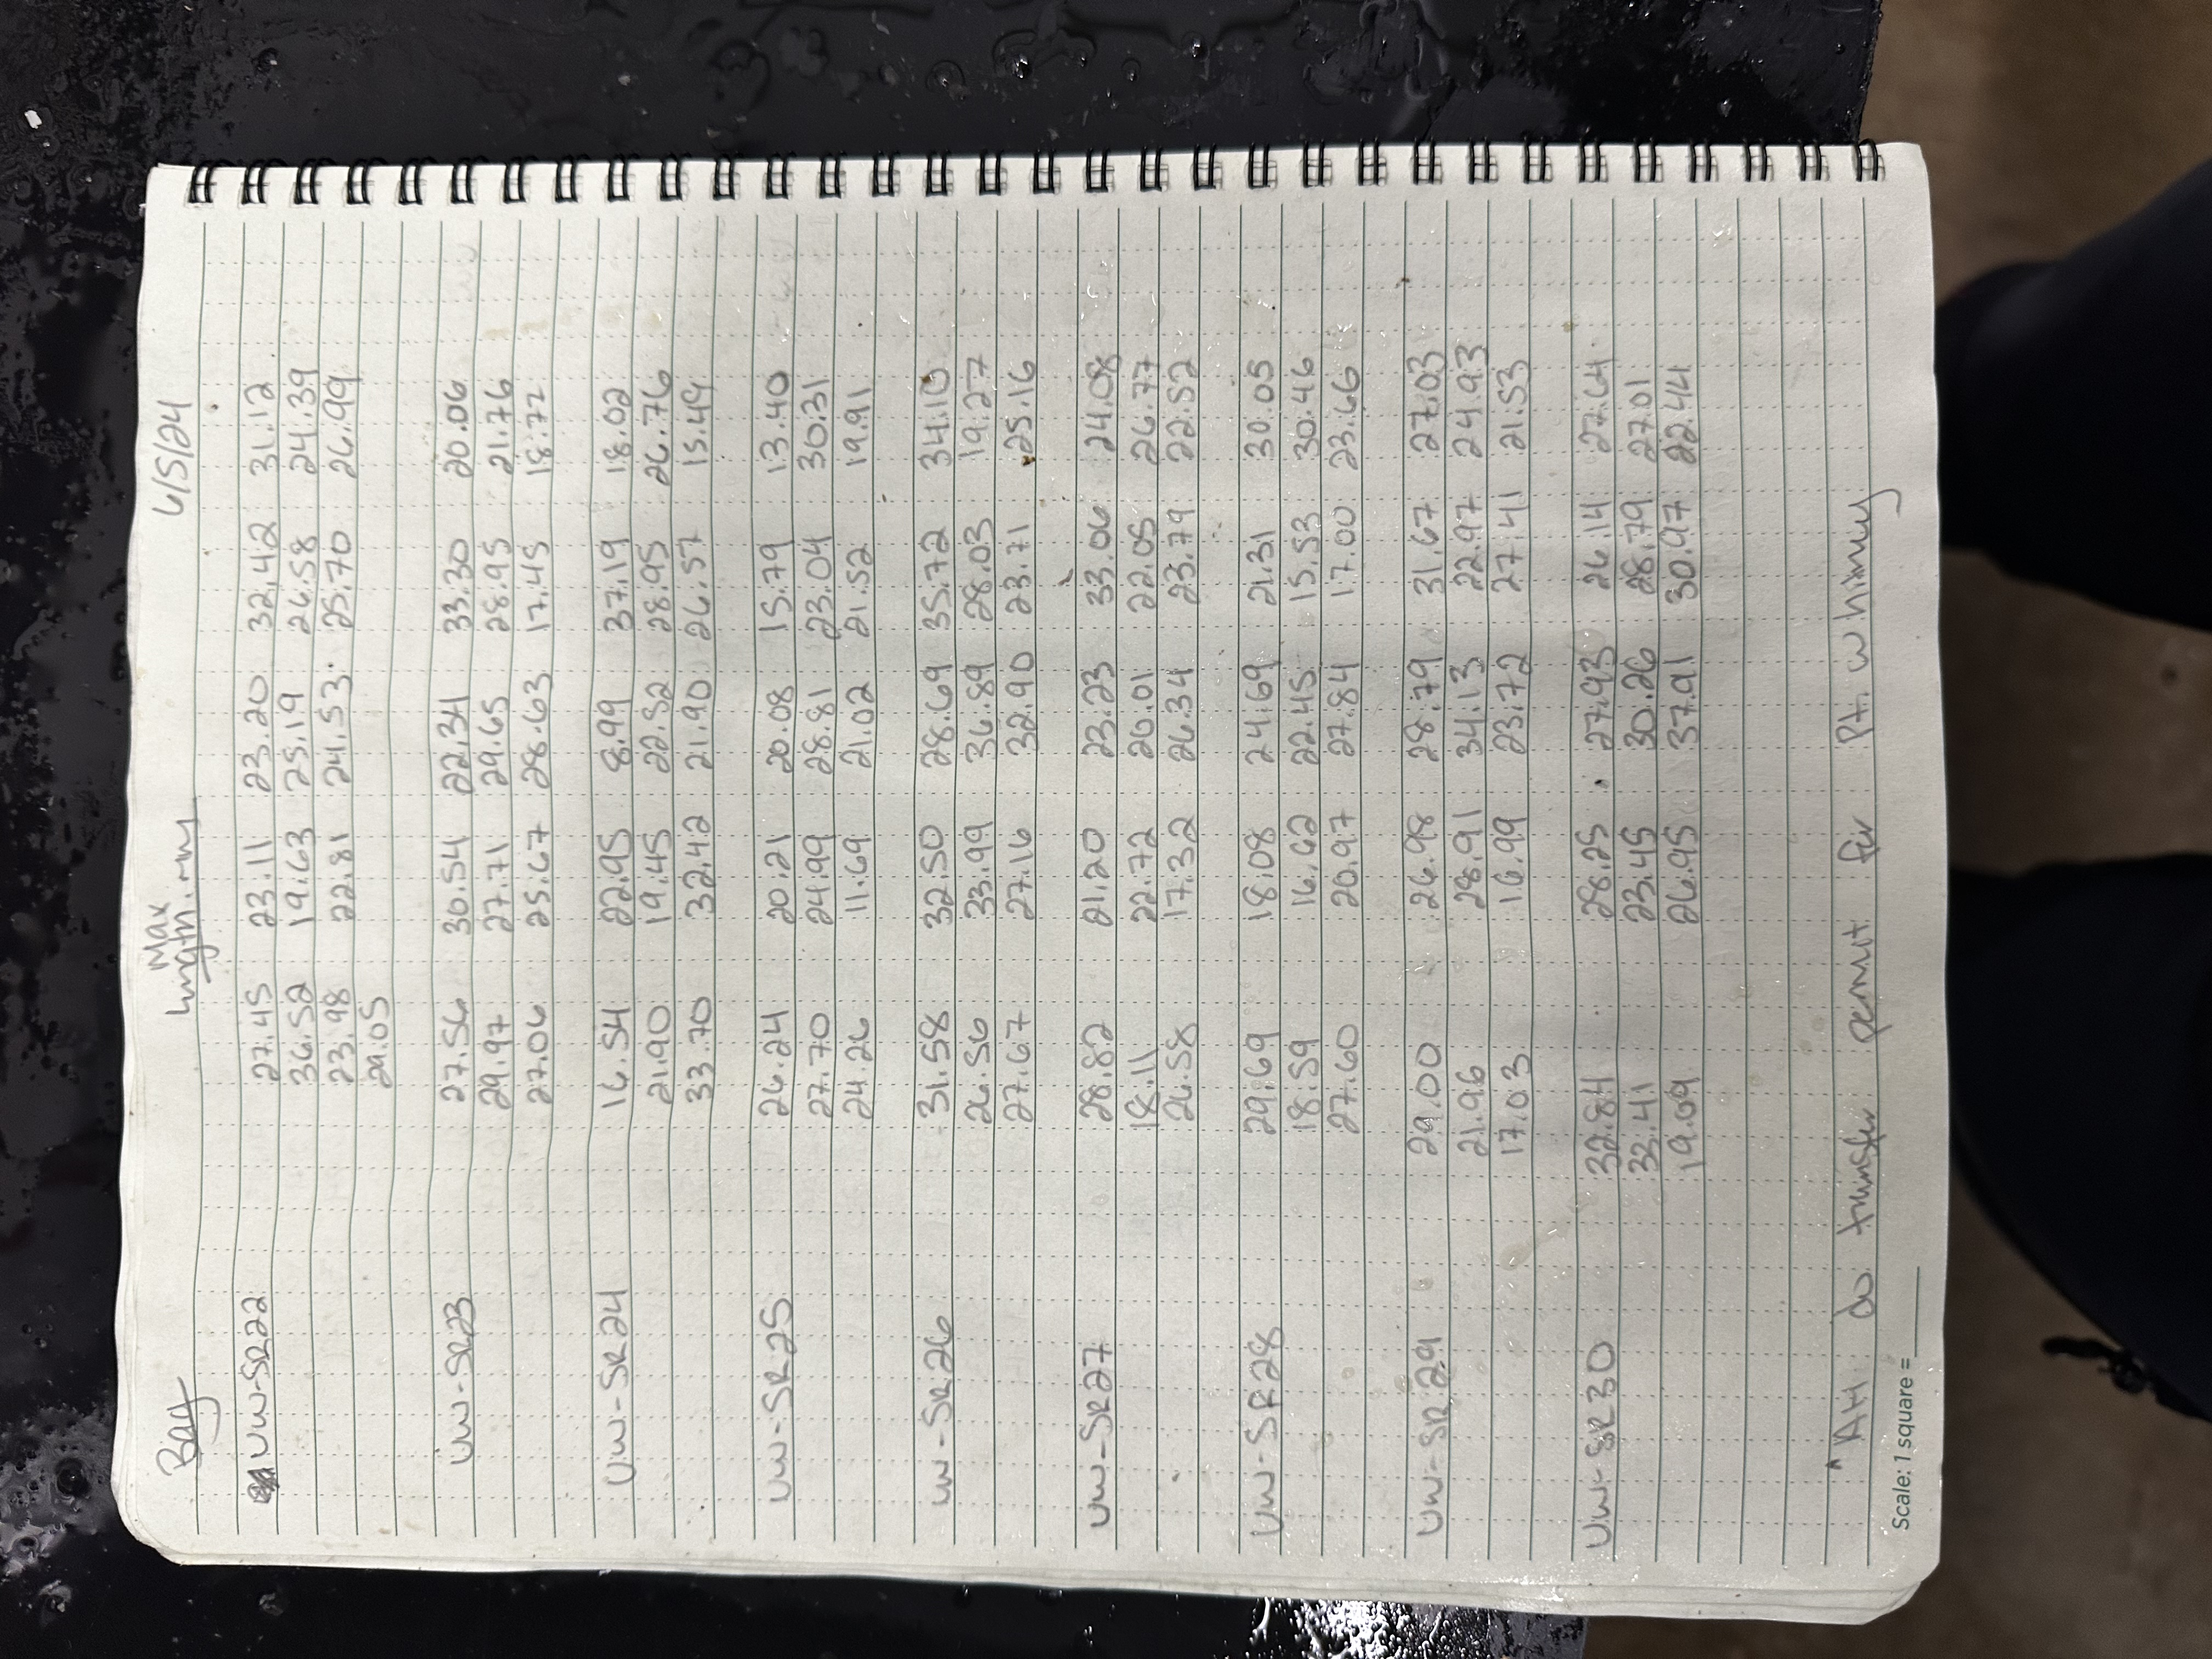 Bag Max Length.mm 6/5/24
UW-SR22 27.45 23.11 23.20 32.42 31.12
36.52 19.63 25.19 26.58 24.39
23.98 22.81 24.53 25.70 26.99
29.05
UW-SR23 27.56 30.54 22.34 33.30 20.06
29.97 27.71 29.65 28.95 21.76
27.06 25.67 28.63 17.45 18.72
UW-SR24 16.54 22.95 8.99 37.19 18.02
21.90 19.45 22.52 28.95 26.76
33.70 32.42 21.90 26.57 15.49
UW-SR25 26.24 20.21 20.08 15.79 13.40
27.70 24.99 28.81 23.04 30.31
24.26 11.69 21.02 21.52 19.91
UW-SR26 31.58 32.50 28.69 35.72 34.10
26.56 33.99 36.89 28.03 19.27
27.67 27.16 32.90 23.71 25.16
UW-SR27 28.82 21.20 23.23 33.06 24.08
18.11 22.72 20.01 22.05 26.77
26.58 17.32 26.34 23.79 22.52
UW-SR28 29.69 18.08 24.69 21.31 30.05
18.59 16.62 22.45 15.53 30.46
27.60 20.97 27.84 17.00 23.66
UW-SR29 29.00 26.98 28.79 31.67 27.03
21.96 28.91 34.13 22.97 24.93
17.03 16.99 23.72 27.41 21.53
UW-SR30 32.84 28.25 27.93 26.14 27.64
33.41 23.45 30.26 28.79 27.01
19.09 26.95 37.91 30.97 22.44
*AH do transfer permit for Pt. Whitney
Scale: 1 square =______